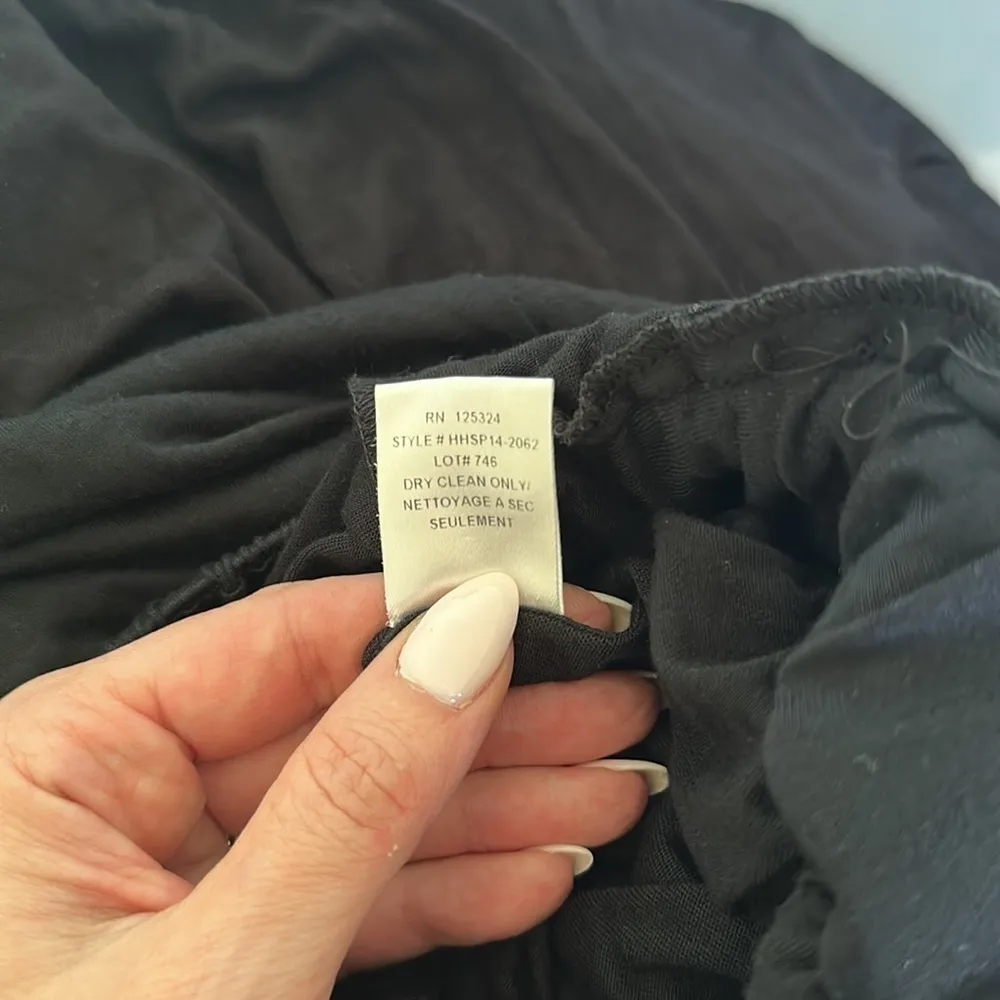 RN 125324
STYLE # HHSP14-2062
LOT# 746
DRY CLEAN ONLY/
NETTOYAGE A SEC
SEULEMENT